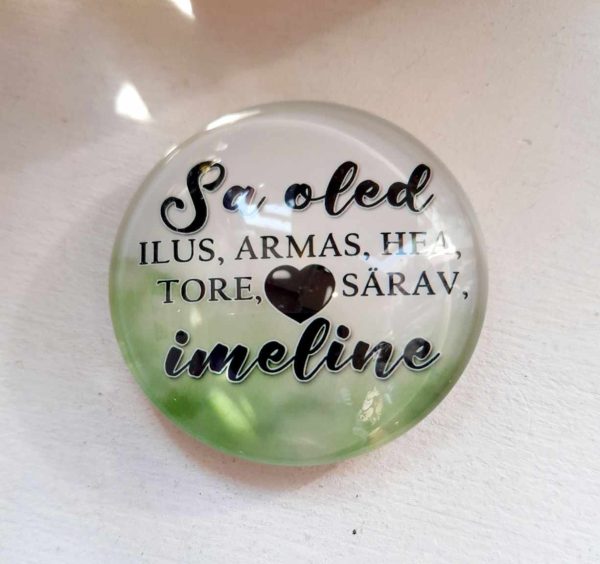 Sa oled
ILUS, ARMAS, HEA,
TORE, SÄRAV,
imeline